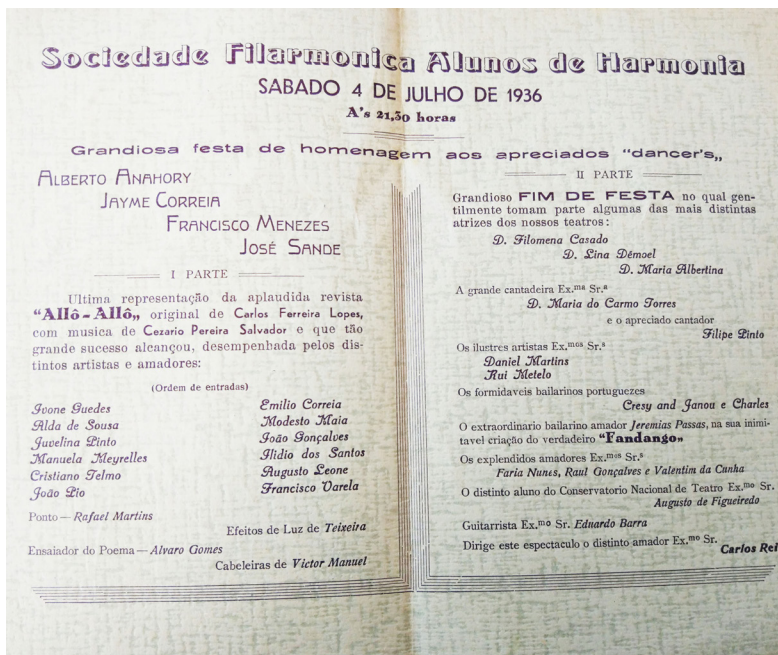 Sociedade Filarmonica Alunos de Harmonia
SABADO 4 DE JULHO DE 1936
A's 21,30 horas
Grandiosa festa de homenagem aos apreciados "dancer's„
ALBERTO ANAHORY
JAYME CORREIA
FRANCISCO MENEZES
JOSÉ SANDE
I PARTE
Ultima representação da aplaudida revista
"Allô-Allô„ original de Carlos Ferreira Lopes,
com musica de Cezario Pereira Salvador e que tão
grande sucesso alcançou, desempenhada pelos dis-
tintos artistas e amadores:
(Ordem de entradas)
Ivone Guedes
Alda de Sousa
Juvelina Pinto
Manuela Meyrelles
Cristiano Telmo
João Pio
Emilio Correia
Modesto Maia
João Gonçalves
Ilidio dos Santos
Augusto Leone
Francisco Varela
Ponto — Rafael Martins
Efeitos de Luz de Teixeira
Ensaiador do Poema — Alvaro Gomes
Cabeleiras de Victor Manuel
II PARTE
Grandioso FIM DE FESTA no qual gen-
tilmente tomam parte algumas das mais distintas
atrizes dos nossos teatros:
D. Filomena Casado
D. Lina Démoel
D. Maria Albertina
A grande cantadeira Ex.ma Sr.ª
D. Maria do Carmo Torres
e o apreciado cantador
Filipe Pinto
Os ilustres artistas Ex.mos Sr.s
Daniel Martins
Rui Metelo
Os formidaveis bailarinos portuguezes
Cresy and Janou e Charles
O extraordinario bailarino amador Jeremias Passas, na sua inimi-
tavel criação do verdadeiro "Fandango„
Os explendidos amadores Ex.mos Sr.s
Faria Nunes, Raul Gonçalves e Valentim da Cunha
O distinto aluno do Conservatorio Nacional de Teatro Ex.mo Sr.
Augusto de Figueiredo
Guitarrista Ex.mo Sr. Eduardo Barra
Dirige este espectaculo o distinto amador Ex.mo Sr.
Carlos Rei